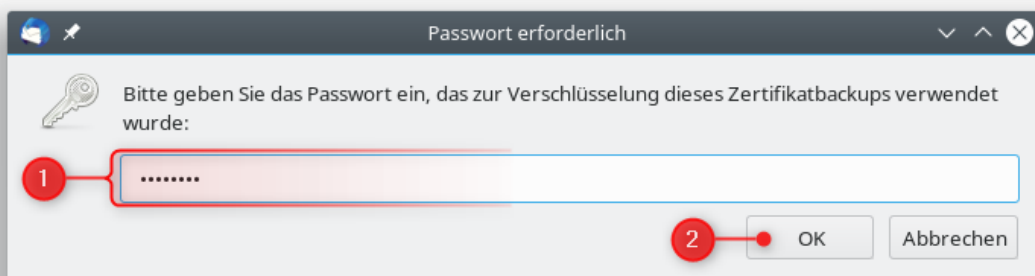 Passwort erforderlich
Bitte geben Sie das Passwort ein, das zur Verschlüsselung dieses Zertifikatbackups verwendet
wurde:
1
••••••••
2
OK
Abbrechen